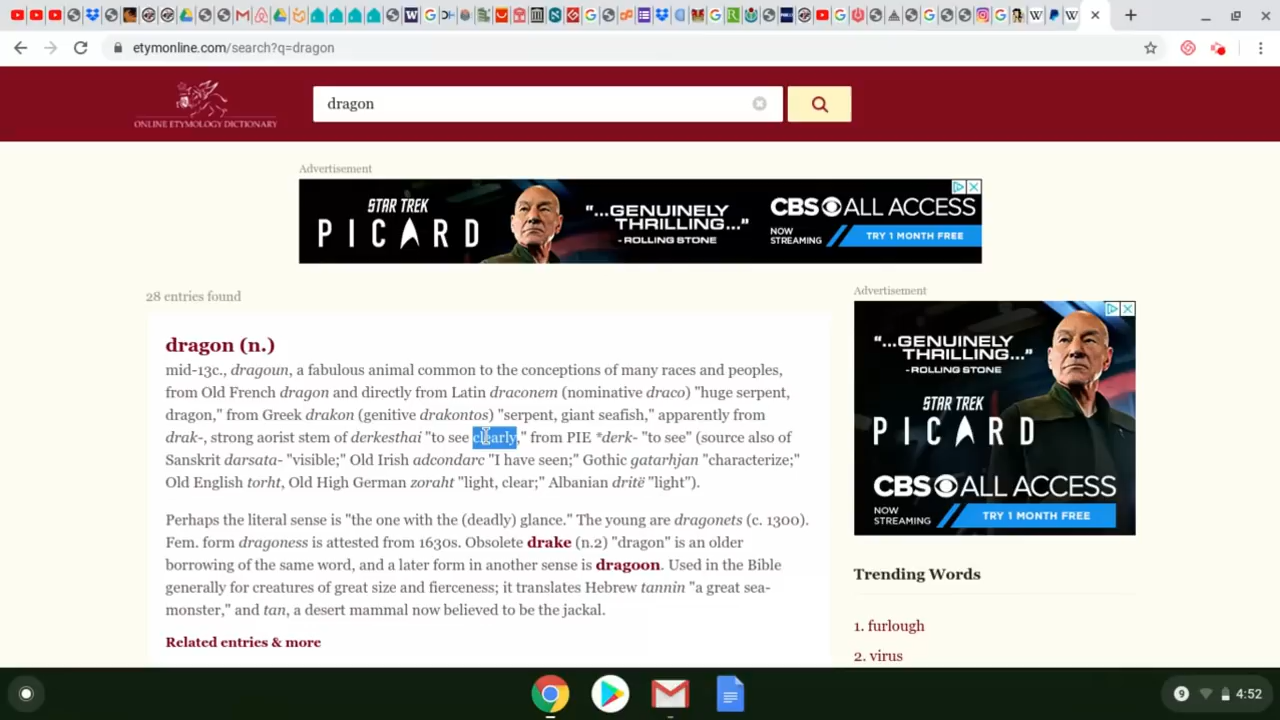 etymonline.com/search?q=dragon
ONLINE ETYMOLOGY DICTIONARY
dragon
Advertisement
STAR TREK
PICARD
"...GENUINELY
THRILLING..."
- ROLLING STONE
CBS ALL ACCESS
NOW
STREAMING
TRY 1 MONTH FREE
28 entries found
dragon (n.)
mid-13c., dragoun, a fabulous animal common to the conceptions of many races and peoples,
from Old French dragon and directly from Latin draconem (nominative draco) "huge serpent,
dragon," from Greek drakon (genitive drakontos) "serpent, giant seafish," apparently from
drak-, strong aorist stem of derkesthai "to see clearly," from PIE *derk- "to see" (source also of
Sanskrit darsata- "visible;" Old Irish adcondarc "I have seen;" Gothic gatarhjan "characterize;"
Old English torht, Old High German zoraht "light, clear;" Albanian dritë "light").
Perhaps the literal sense is "the one with the (deadly) glance." The young are dragonets (c. 1300).
Fem. form dragoness is attested from 1630s. Obsolete drake (n.2) "dragon" is an older
borrowing of the same word, and a later form in another sense is dragoon. Used in the Bible
generally for creatures of great size and fierceness; it translates Hebrew tannin "a great sea-
monster," and tan, a desert mammal now believed to be the jackal.
Related entries & more
Advertisement
"...GENUINELY
THRILLING..."
- ROLLING STONE
STAR TREK
PICARD
CBS ALL ACCESS
NOW
STREAMING
TRY 1 MONTH FREE
Trending Words
1. furlough
2. virus
9
4:52